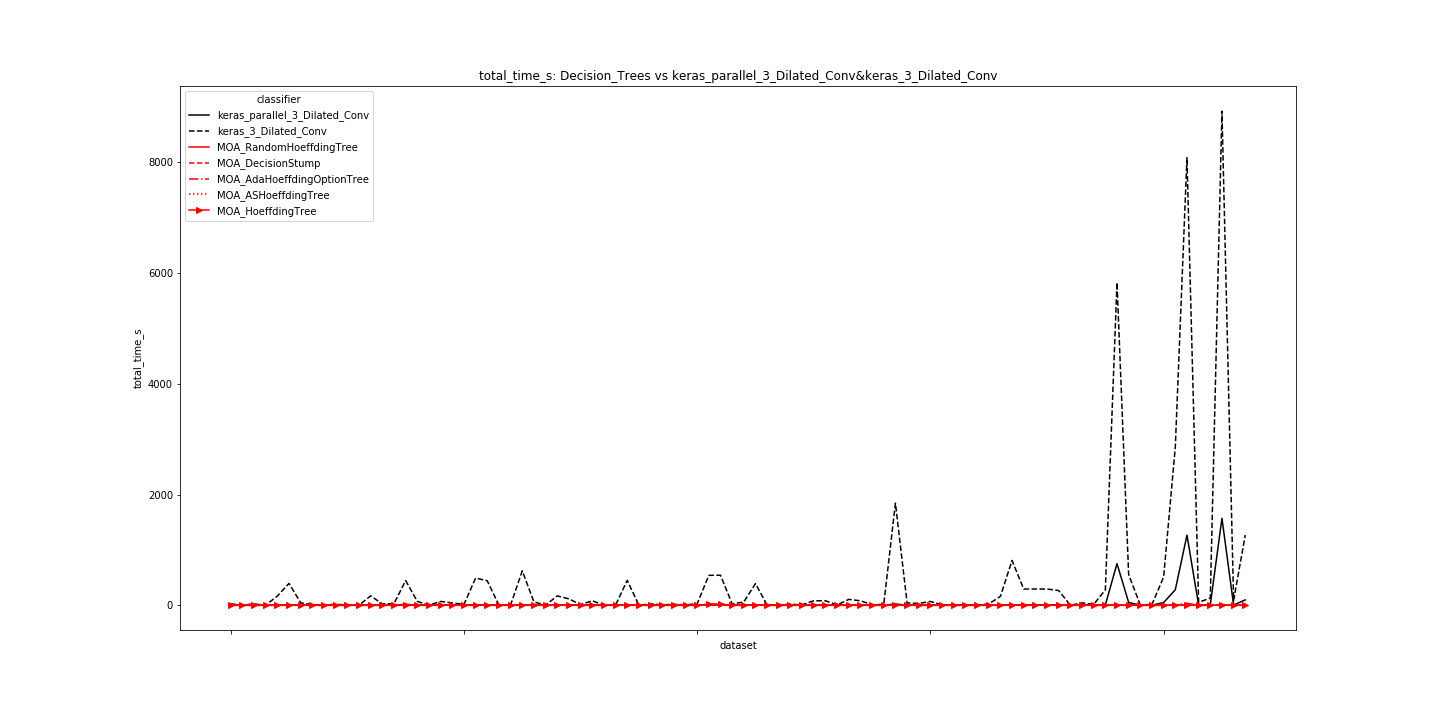 total_time_s: Decision_Trees vs keras_parallel_3_Dilated_Conv&keras_3_Dilated_Conv
classifier
keras_parallel_3_Dilated_Conv
keras_3_Dilated_Conv
MOA_RandomHoeffdingTree
MOA_DecisionStump
MOA_AdaHoeffdingOptionTree
MOA_ASHoeffdingTree
MOA_HoeffdingTree
8000
6000
4000
2000
0
total_time_s
dataset